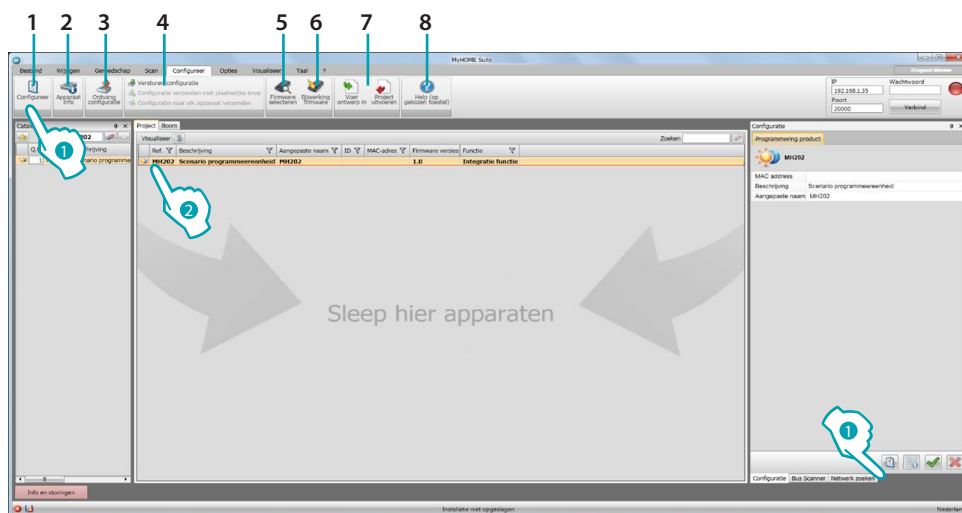 1 2 3 4 5 6 7 8
MyHOME Suite
Bestand Wijzigen Gereedschap Scan Configureer Opties Visualiseer Taal ?
Configureer
Apparaat info
Ontvang configuratie
Versturen configuratie
Configuratie verzenden met plaatselijke knop
Configuratie naar elk apparaat verzenden
Firmware selecteren
Bijwerking firmware
Voer ontwerp in
Project uitvoeren
Help (op gekozen toestel)
IP
192.168.1.35
Poort
20000
Wachtwoord
Verbind
Project Boom
Visualiseer
Zoeken
Ref. Beschrijving Aangepaste naam ID MAC-adres Firmware versies Functie
MH202 Scenario programmeereenheid MH202 1.0 Integratie functie
1
2
Sleep hier apparaten
Configuratie
Programmering product
MH202
MAC address
Beschrijving Scenario programmeereenheid
Aangepaste naam MH202
1
Configuratie Bus Scanner Netwerk zoeken
Info en storingen
Installatie niet opgeslagen